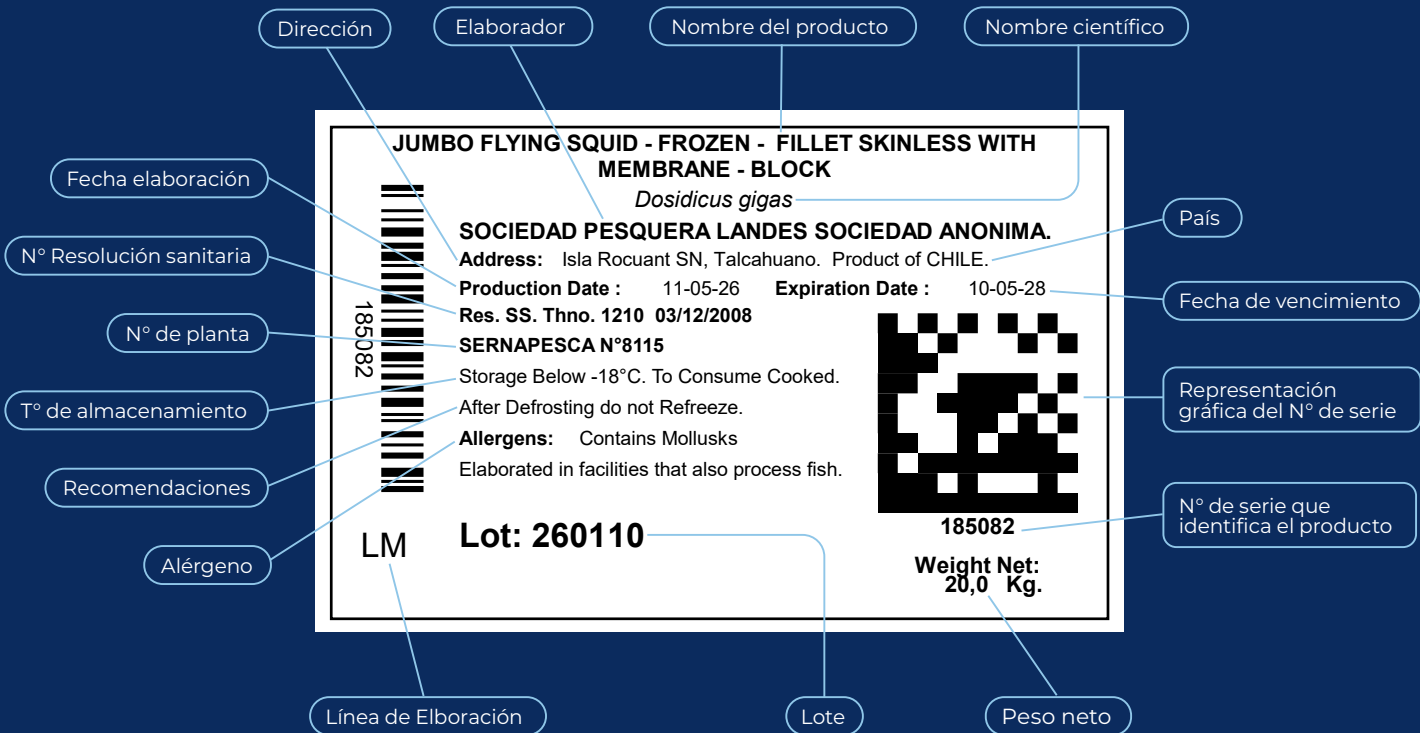 Dirección
Elaborador
Nombre del producto
Nombre científico
JUMBO FLYING SQUID - FROZEN - FILLET SKINLESS WITH
MEMBRANE - BLOCK
Dosidicus gigas
SOCIEDAD PESQUERA LANDES SOCIEDAD ANONIMA.
Address: Isla Rocuant SN, Talcahuano. Product of CHILE.
Production Date : 11-05-26 Expiration Date : 10-05-28
Res. SS. Thno. 1210 03/12/2008
SERNAPESCA N°8115
Storage Below -18°C. To Consume Cooked.
After Defrosting do not Refreeze.
Allergens: Contains Mollusks
Elaborated in facilities that also process fish.
Lot: 260110
185082
LM
185082
Weight Net:
20,0 Kg.
Fecha elaboración
N° Resolución sanitaria
N° de planta
T° de almacenamiento
Recomendaciones
Alérgeno
País
Fecha de vencimiento
Representación
gráfica del N° de serie
N° de serie que
identifica el producto
Línea de Elboración
Lote
Peso neto